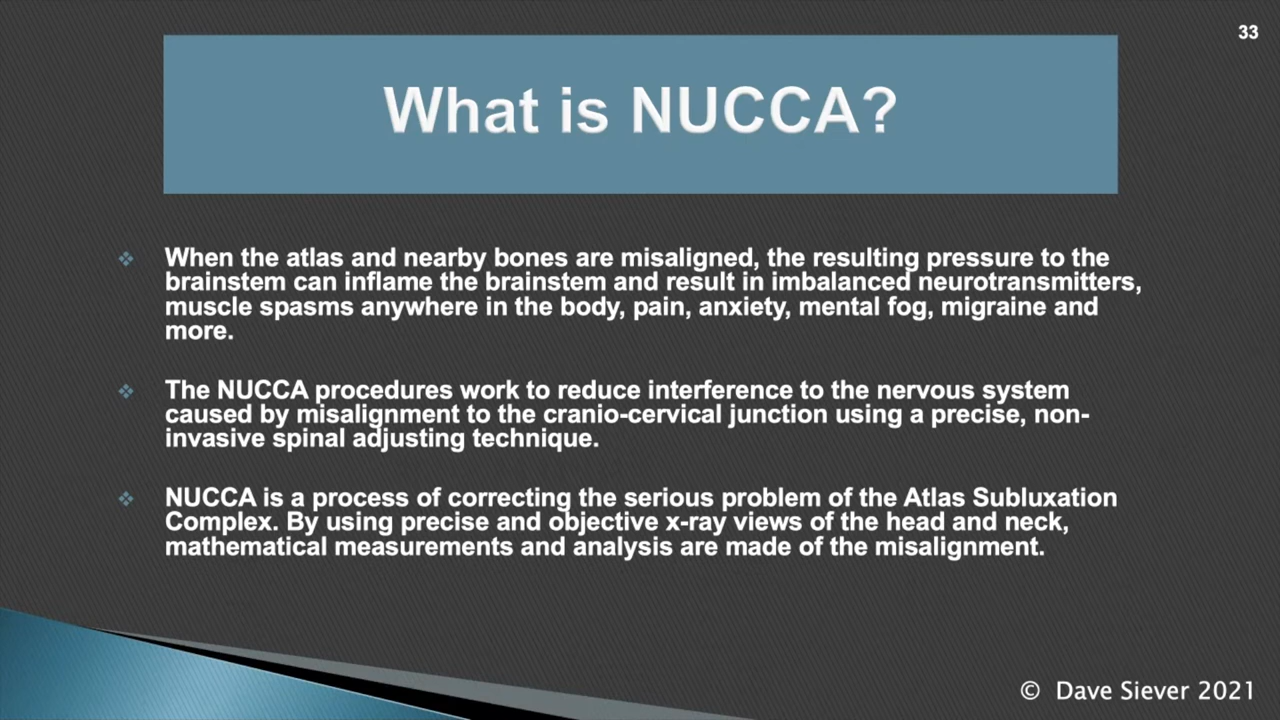 33
What is NUCCA?
When the atlas and nearby bones are misaligned, the resulting pressure to the
brainstem can inflame the brainstem and result in imbalanced neurotransmitters,
muscle spasms anywhere in the body, pain, anxiety, mental fog, migraine and
more.
The NUCCA procedures work to reduce interference to the nervous system
caused by misalignment to the cranio-cervical junction using a precise, non-
invasive spinal adjusting technique.
NUCCA is a process of correcting the serious problem of the Atlas Subluxation
Complex. By using precise and objective x-ray views of the head and neck,
mathematical measurements and analysis are made of the misalignment.
© Dave Siever 2021